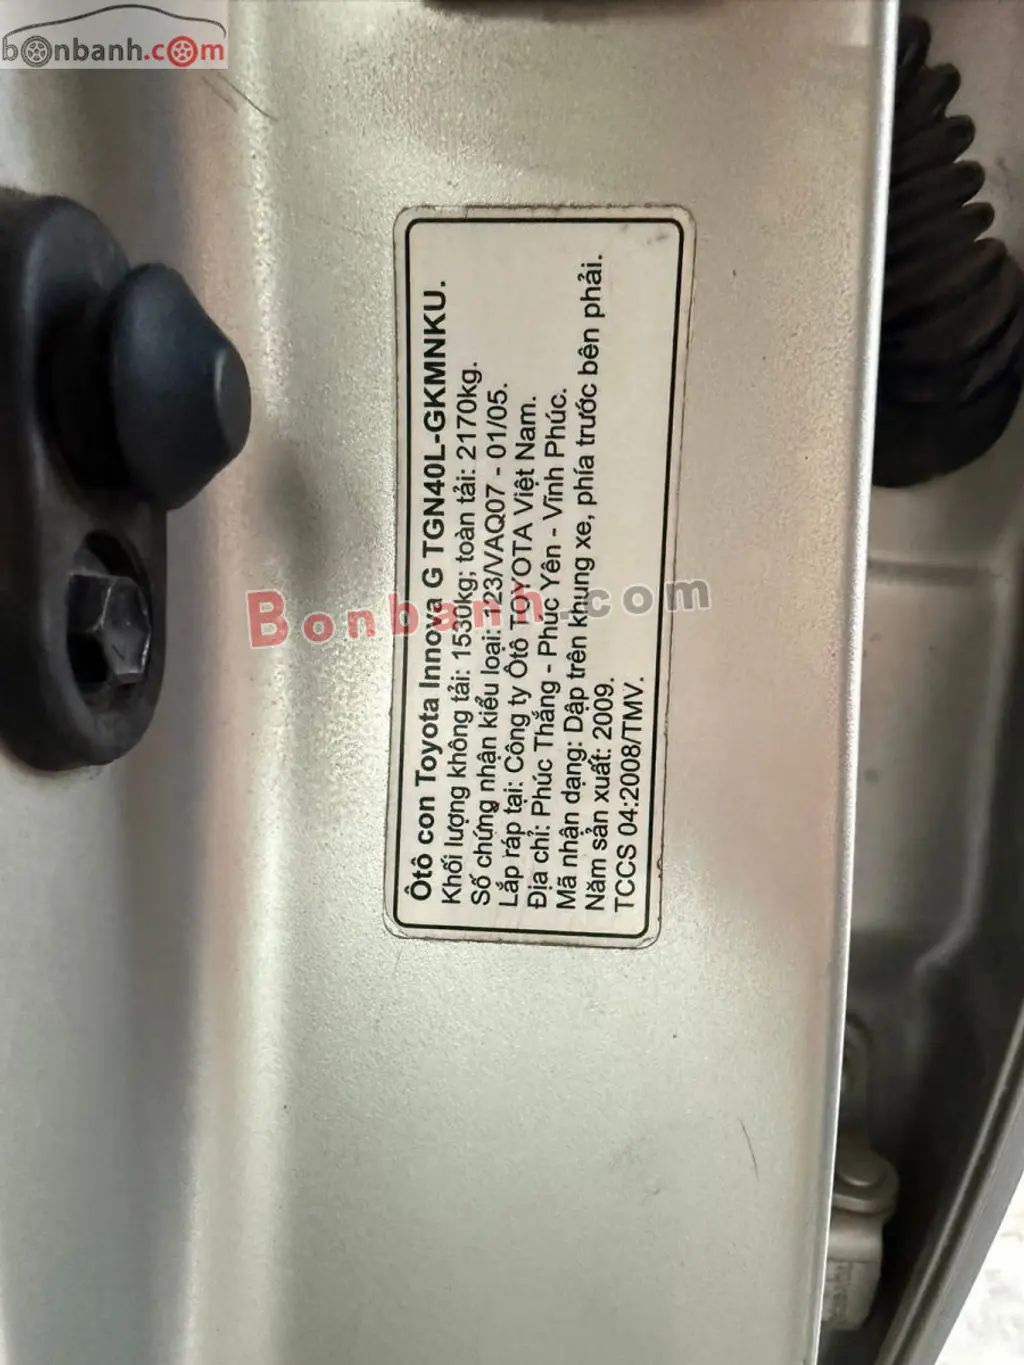 bonbanh.com
Ôtô con Toyota Innova G TGN40L-GKMNKU.
Khối lượng không tải: 1530kg; toàn tải: 2170kg.
Số chứng nhận kiểu loại: 123/VAQ07 - 01/05.
Lắp ráp tại: Công ty Ôtô TOYOTA Việt Nam.
Địa chỉ: Phúc Thắng - Phúc Yên - Vĩnh Phúc.
Mã nhận dạng: Dập trên khung xe, phía trước bên phải.
Năm sản xuất: 2009.
TCCS 04:2008/TMV.
Bonbanh.com